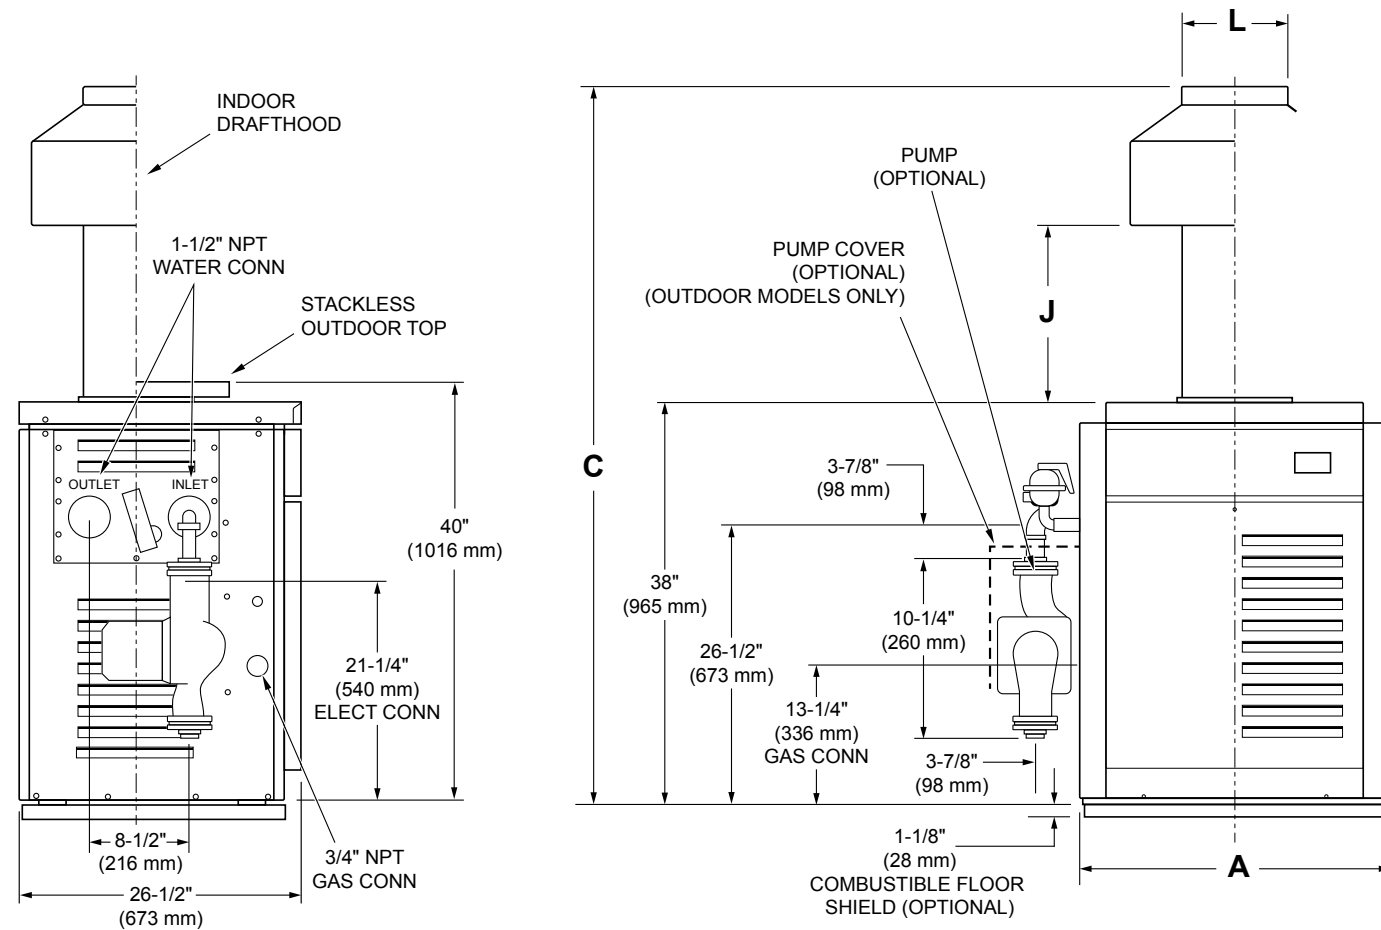 INDOOR
DRAFTHOOD
1-1/2" NPT
WATER CONN
STACKLESS
OUTDOOR TOP
OUTLET
INLET
40"
(1016 mm)
21-1/4"
(540 mm)
ELECT CONN
8-1/2"
(216 mm)
3/4" NPT
GAS CONN
26-1/2"
(673 mm)
L
PUMP
(OPTIONAL)
PUMP COVER
(OPTIONAL)
(OUTDOOR MODELS ONLY)
J
C
3-7/8"
(98 mm)
38"
(965 mm)
10-1/4"
(260 mm)
26-1/2"
(673 mm)
13-1/4"
(336 mm)
GAS CONN
3-7/8"
(98 mm)
1-1/8"
(28 mm)
COMBUSTIBLE FLOOR
SHIELD (OPTIONAL)
A